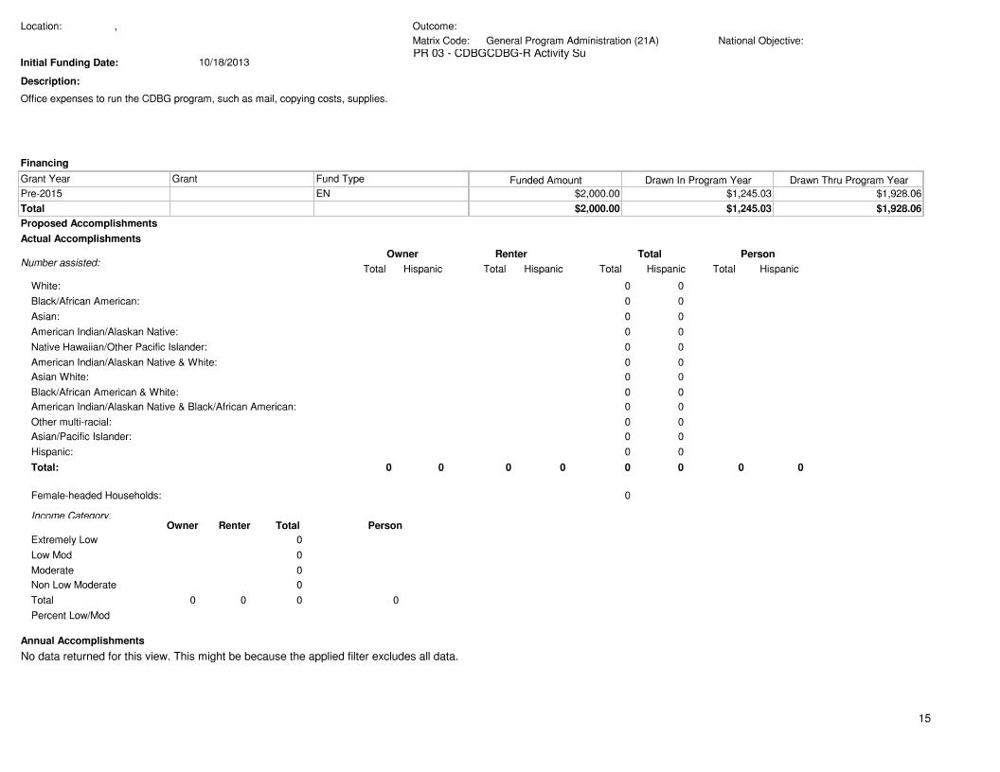 Location: , Outcome:
Matrix Code: General Program Administration (21A) National Objective:
PR 03 - CDBGCDBG-R Activity Su
Initial Funding Date: 10/18/2013
Description:
Office expenses to run the CDBG program, such as mail, copying costs, supplies.
Financing
Grant Year Grant Fund Type Funded Amount Drawn In Program Year Drawn Thru Program Year
Pre-2015 EN $2,000.00 $1,245.03 $1,928.06
Total $2,000.00 $1,245.03 $1,928.06
Proposed Accomplishments
Actual Accomplishments
Owner Renter Total Person
Number assisted:
Total Hispanic Total Hispanic Total Hispanic Total Hispanic
White: 0 0
Black/African American: 0 0
Asian: 0 0
American Indian/Alaskan Native: 0 0
Native Hawaiian/Other Pacific Islander: 0 0
American Indian/Alaskan Native & White: 0 0
Asian White: 0 0
Black/African American & White: 0 0
American Indian/Alaskan Native & Black/African American: 0 0
Other multi-racial: 0 0
Asian/Pacific Islander: 0 0
Hispanic: 0 0
Total: 0 0 0 0 0 0 0 0
Female-headed Households: 0
Income Category:
Owner Renter Total Person
Extremely Low 0
Low Mod 0
Moderate 0
Non Low Moderate 0
Total 0 0 0 0
Percent Low/Mod
Annual Accomplishments
No data returned for this view. This might be because the applied filter excludes all data.
15